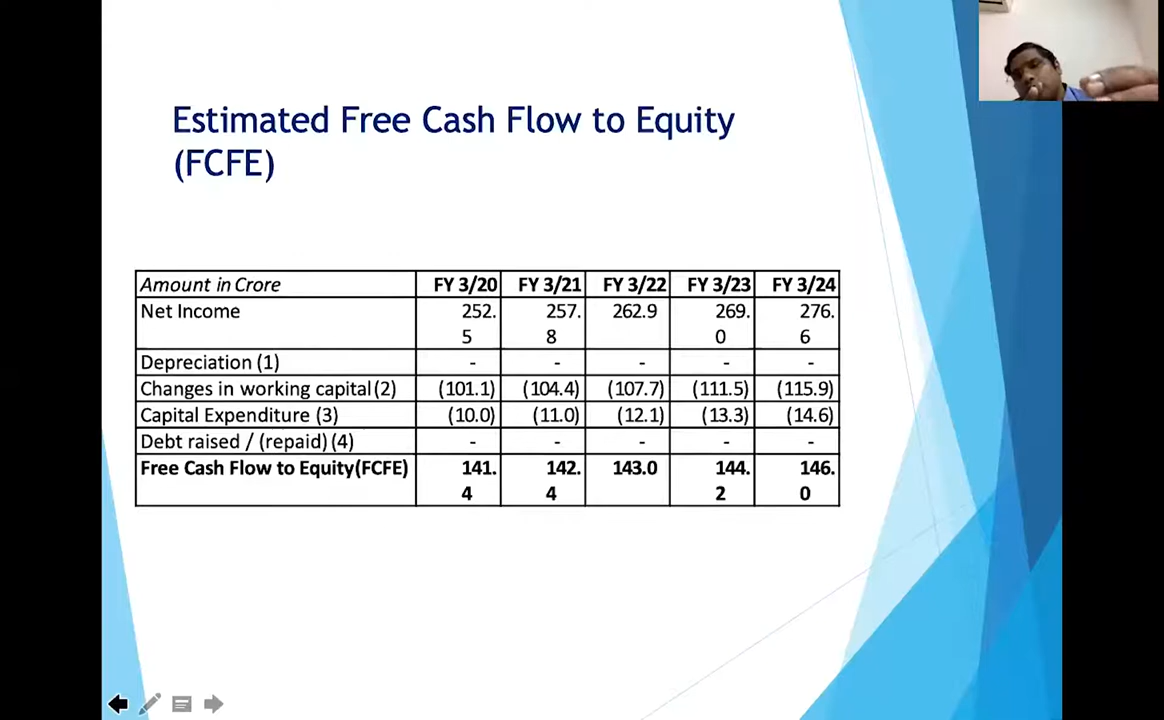 Estimated Free Cash Flow to Equity
(FCFE)
Amount in Crore FY 3/20 FY 3/21 FY 3/22 FY 3/23 FY 3/24
Net Income 252. 257. 262.9 269. 276.
5 8 0 6
Depreciation (1) - - - - -
Changes in working capital (2) (101.1) (104.4) (107.7) (111.5) (115.9)
Capital Expenditure (3) (10.0) (11.0) (12.1) (13.3) (14.6)
Debt raised / (repaid) (4) - - - - -
Free Cash Flow to Equity(FCFE) 141. 142. 143.0 144. 146.
4 4 2 0